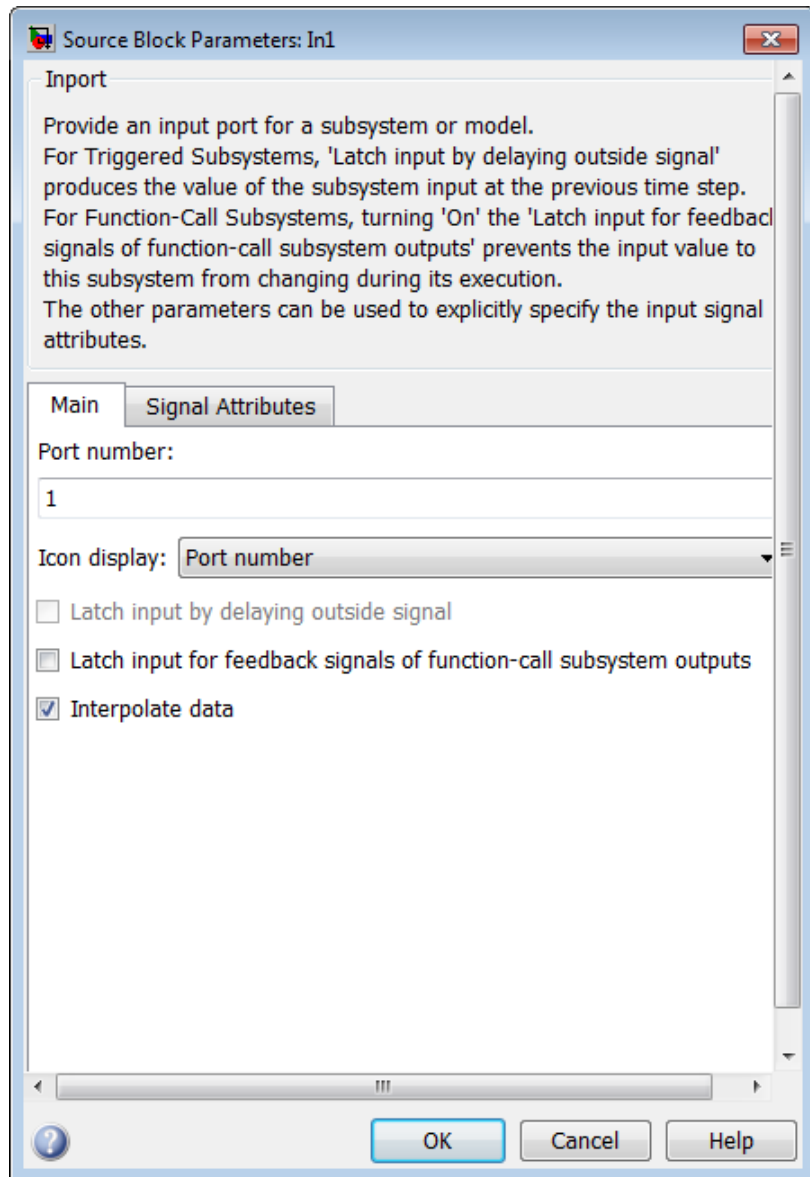 Source Block Parameters: In1
Inport
Provide an input port for a subsystem or model.
For Triggered Subsystems, 'Latch input by delaying outside signal'
produces the value of the subsystem input at the previous time step.
For Function-Call Subsystems, turning 'On' the 'Latch input for feedback
signals of function-call subsystem outputs' prevents the input value to
this subsystem from changing during its execution.
The other parameters can be used to explicitly specify the input signal
attributes.
Main Signal Attributes
Port number:
1
Icon display: Port number
Latch input by delaying outside signal
Latch input for feedback signals of function-call subsystem outputs
Interpolate data
? OK Cancel Help